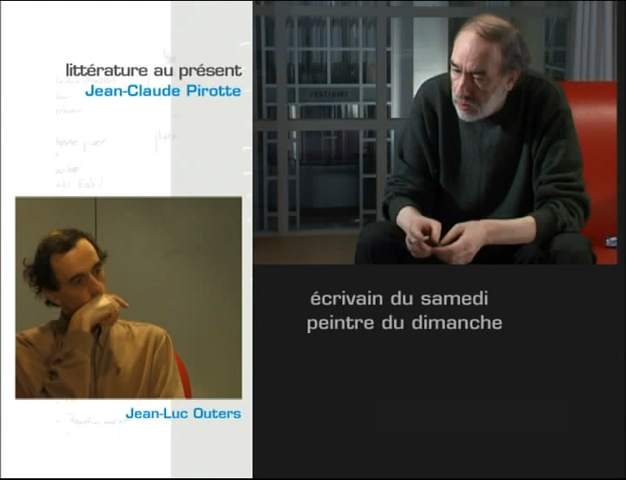 littérature au présent
Jean-Claude Pirotte
Jean-Luc Outers
écrivain du samedi
peintre du dimanche